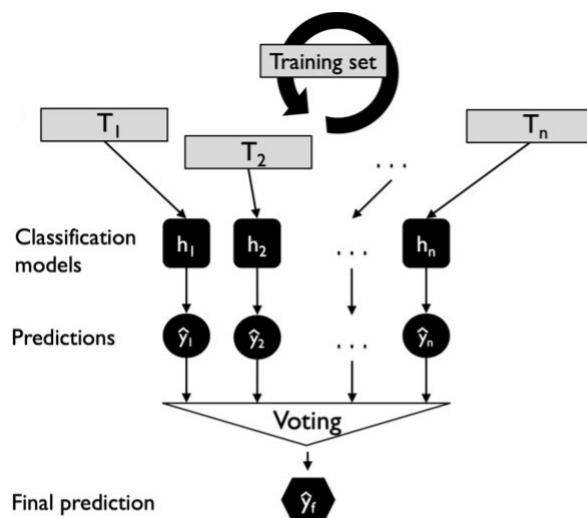 Training set
T₁
T₂
Tₙ
...
Classification
models
h₁
h₂
...
hₙ
Predictions
ŷ₁
ŷ₂
...
ŷₙ
Voting
Final prediction
ŷf